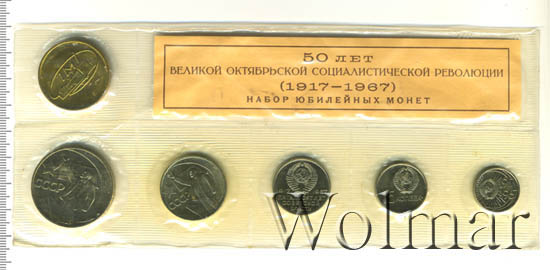 50 ЛЕТ
ВЕЛИКОЙ ОКТЯБРЬСКОЙ СОЦИАЛИСТИЧЕСКОЙ РЕВОЛЮЦИИ
(1917—1967)
НАБОР ЮБИЛЕЙНЫХ МОНЕТ
СССР
Wolmar